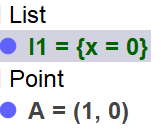 List
l1 = {x = 0}
Point
A = (1, 0)